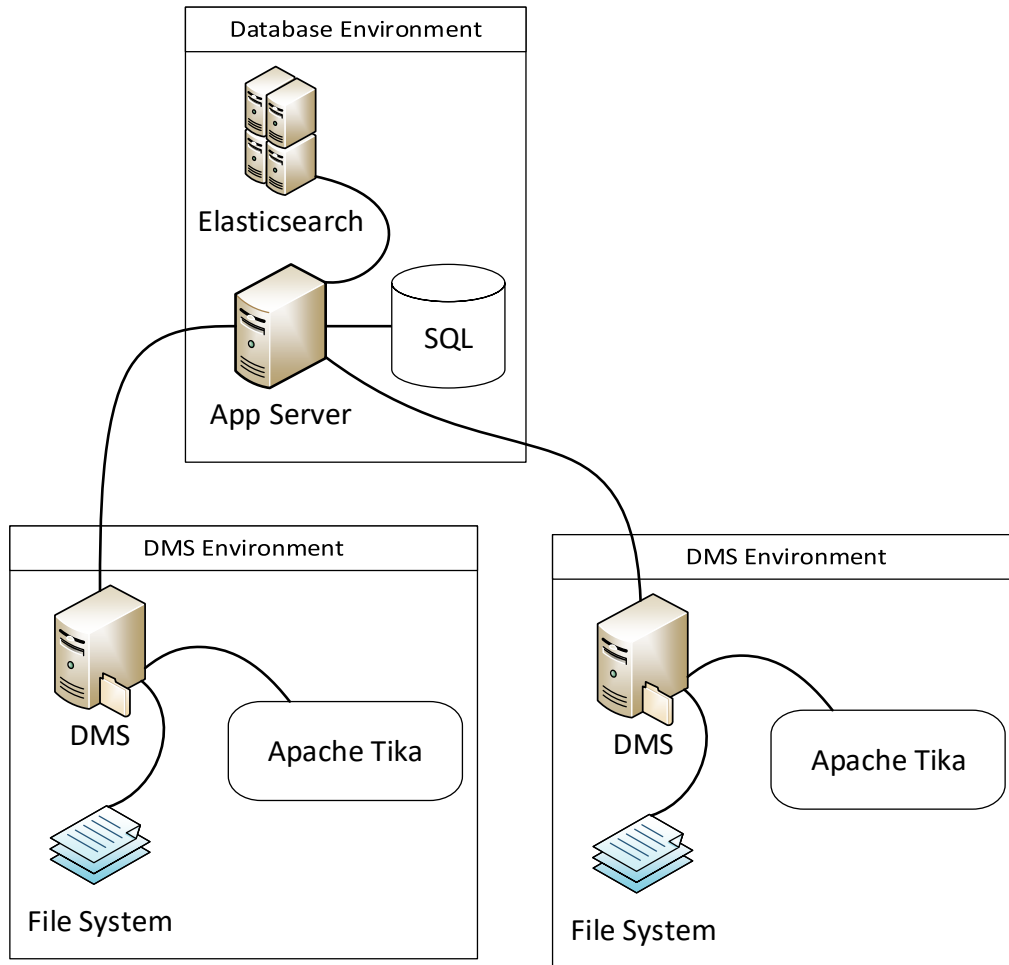 Database Environment
Elasticsearch
SQL
App Server
DMS Environment
DMS
Apache Tika
File System
DMS Environment
DMS
Apache Tika
File System